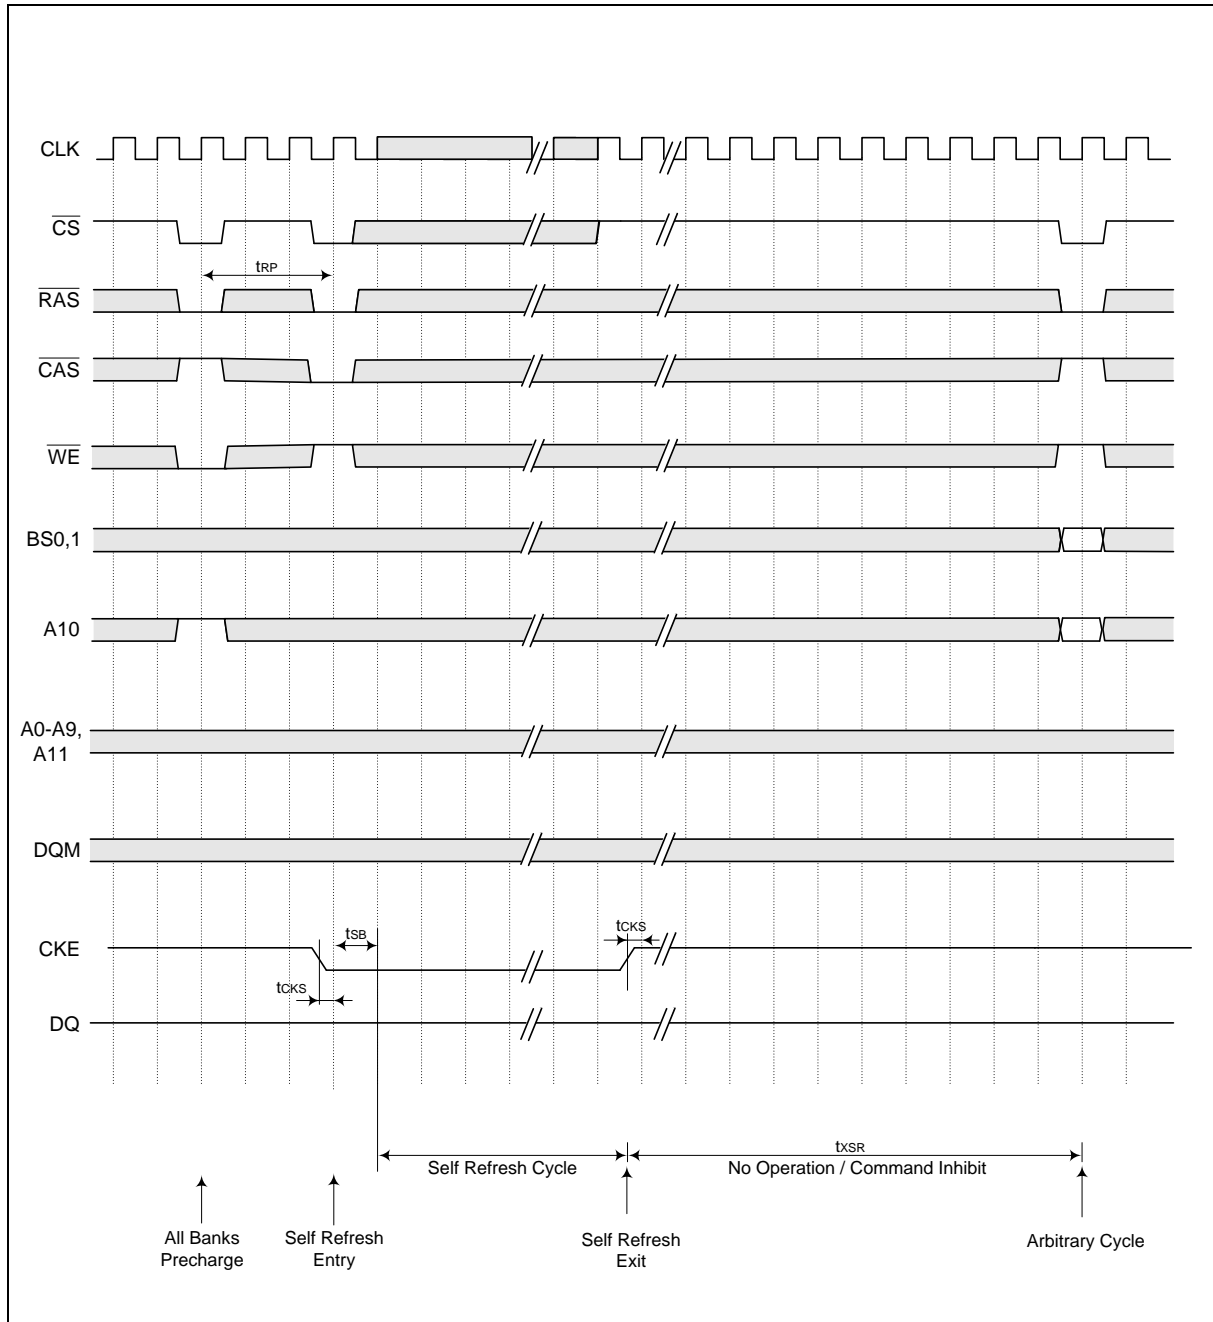 CLK
CS
tRP
RAS
CAS
WE
BS0,1
A10
A0-A9,
A11
DQM
tSB
tCKS
CKE
tCKS
DQ
tXSR
Self Refresh Cycle
No Operation / Command Inhibit
All Banks
Precharge
Self Refresh
Entry
Self Refresh
Exit
Arbitrary Cycle